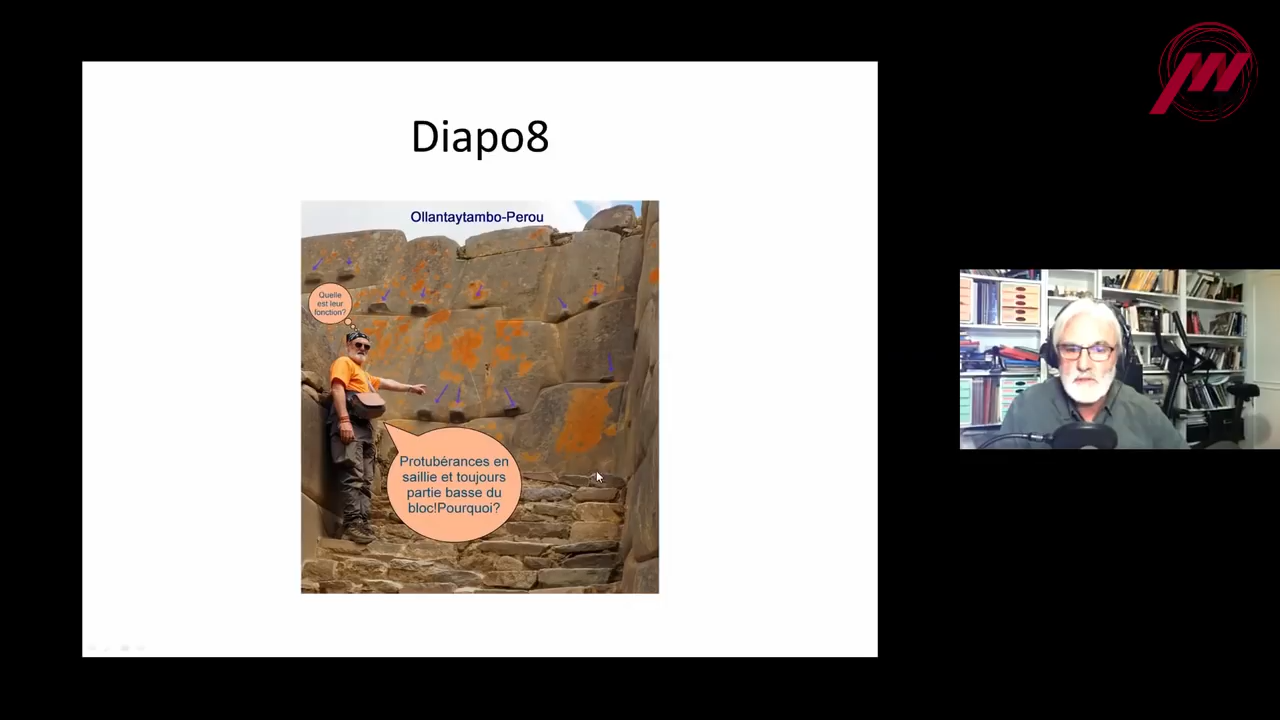 Diapo8
Ollantaytambo-Perou
Quelle
est leur
fonction?
Protubérances en
saillie et toujours
partie basse du
bloc!Pourquoi?